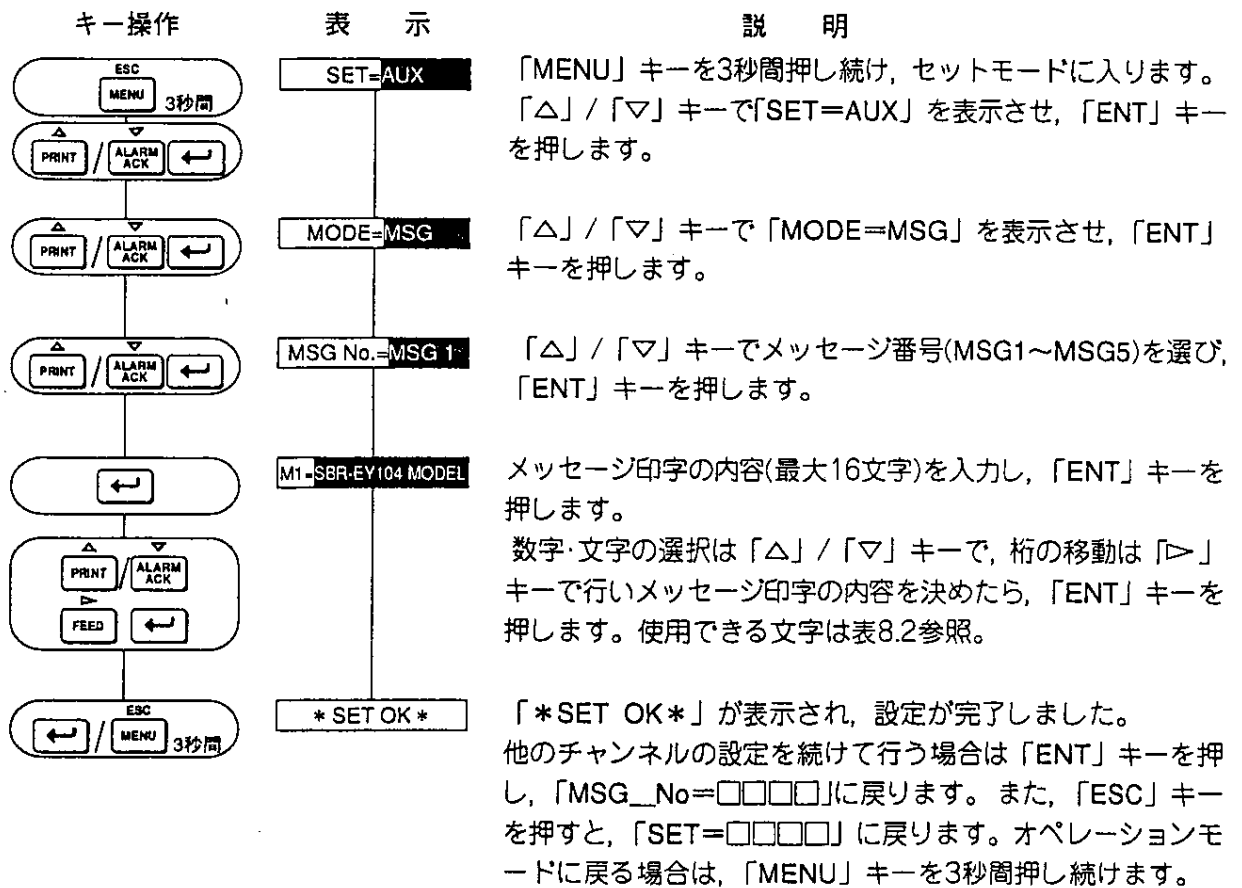 キー操作 表 示 説 明
ESC
MENU 3秒間
△ ▽
PRINT / ALARM ACK ↵
SET=AUX
「MENU」キーを3秒間押し続け, セットモードに入ります。
「△」/「▽」キーで「SET=AUX」を表示させ, 「ENT」キー
を押します。
△ ▽
PRINT / ALARM ACK ↵
MODE=MSG
「△」/「▽」キーで「MODE=MSG」を表示させ, 「ENT」
キーを押します。
△ ▽
PRINT / ALARM ACK ↵
MSG No.=MSG 1
「△」/「▽」キーでメッセージ番号(MSG1〜MSG5)を選び,
「ENT」キーを押します。
↵
M1=SBR-EY104 MODEL
メッセージ印字の内容(最大16文字)を入力し, 「ENT」キーを
押します。
△ ▽
PRINT / ALARM ACK
▷
FEED ↵
数字·文字の選択は「△」/「▽」キーで, 桁の移動は「▷」
キーで行いメッセージ印字の内容を決めたら, 「ENT」キーを
押します。使用できる文字は表8.2参照。
ESC
↵ / MENU 3秒間
* SET OK *
「*SET OK*」が表示され, 設定が完了しました。
他のチャンネルの設定を続けて行う場合は「ENT」キーを押
し, 「MSG__No=□□□□」に戻ります。また, 「ESC」キー
を押すと, 「SET=□□□□」に戻ります。オペレーションモ
ードに戻る場合は, 「MENU」キーを3秒間押し続けます。